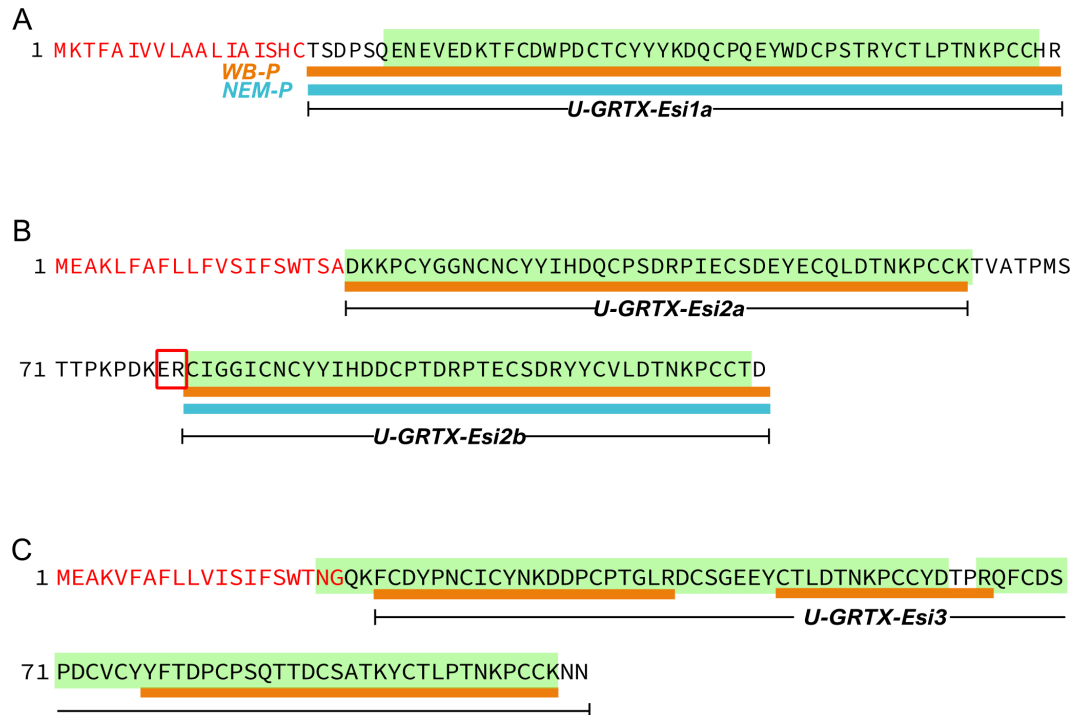 A
1 MKTFAIVVLAALIAISHCTSDPSQENEVEDKTFCDWPDCTCYYYKDQCPQEYWDCPSTRYCTLPTNKPCCHR
WB-P
NEM-P
U-GRTX-Esi1a
B
1 MEAKLFAFLLFVSIFSWTSADKKPCYGGNCNCYYIHDQCPSDRPIECSDEYECQLDTNKPCCKTVATPMS
U-GRTX-Esi2a
71 TTPKPDKERCIGGICNCYYIHDDCPTDRPTECSDRYYCVLDTNKPCCTD
U-GRTX-Esi2b
C
1 MEAKVFAFLLVISIFSWTNGQKFCDYPNCICYNKDDPCPTGLRDCSGEEYCTLDTNKPCCYDTPRQFCDS
U-GRTX-Esi3
71 PDCVCYYFTDPCPSQTTDCSATKYCTLPTNKPCCKNN